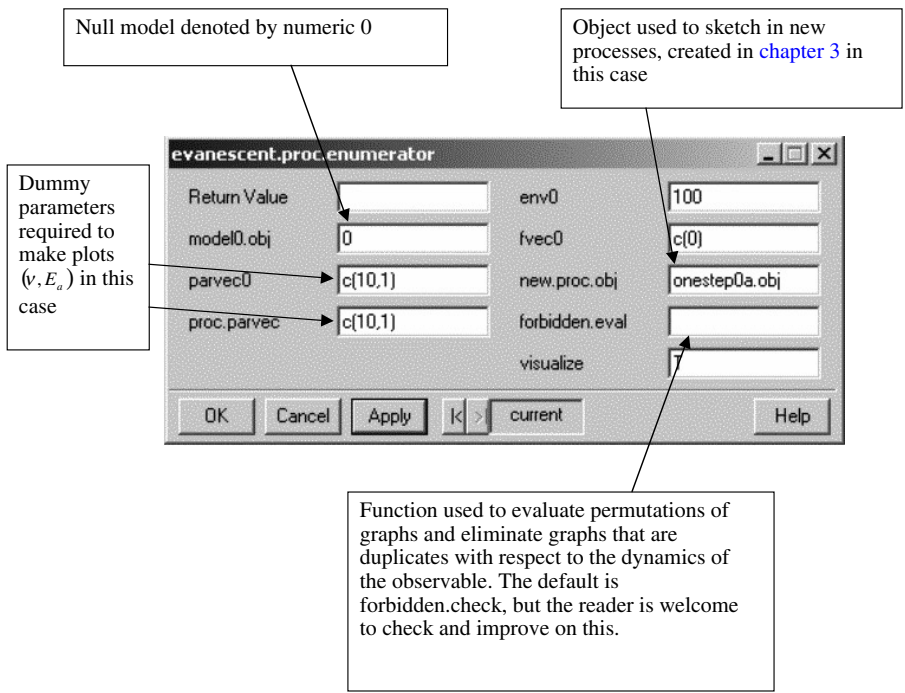 Null model denoted by numeric 0
Object used to sketch in new
processes, created in chapter 3 in
this case
evanescent.proc.enumerator
Dummy
parameters
required to
make plots
(ν, Eₐ) in this
case
Return Value
model0.obj 0
parvec0 c(10,1)
proc.parvec c(10,1)
env0 100
fvec0 c(0)
new.proc.obj onestep0a.obj
forbidden.eval
visualize T
OK Cancel Apply |< >| current Help
Function used to evaluate permutations of
graphs and eliminate graphs that are
duplicates with respect to the dynamics of
the observable. The default is
forbidden.check, but the reader is welcome
to check and improve on this.